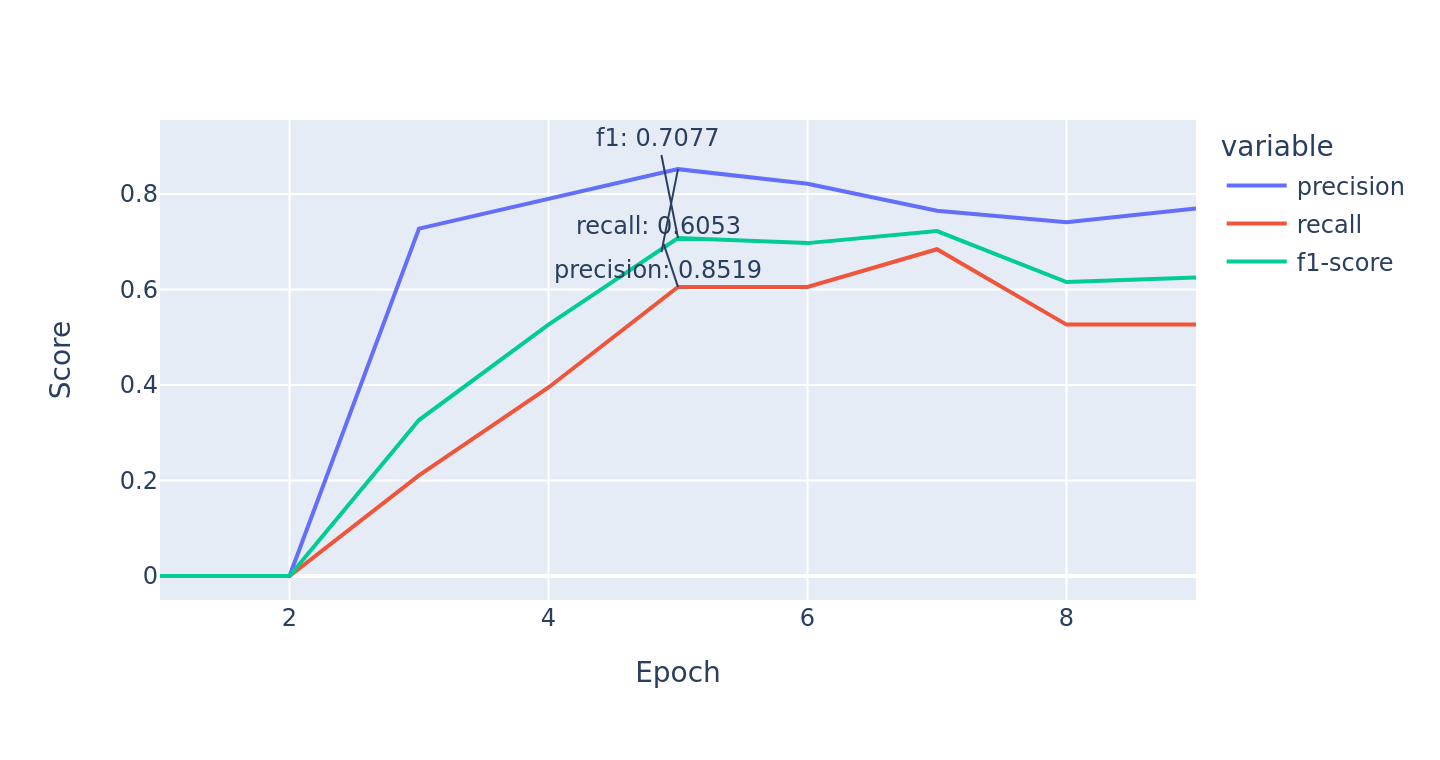 f1: 0.7077
recall: 0.6053
precision: 0.8519
variable
precision
recall
f1-score
0.8
0.6
0.4
0.2
0
Score
2
4
6
8
Epoch